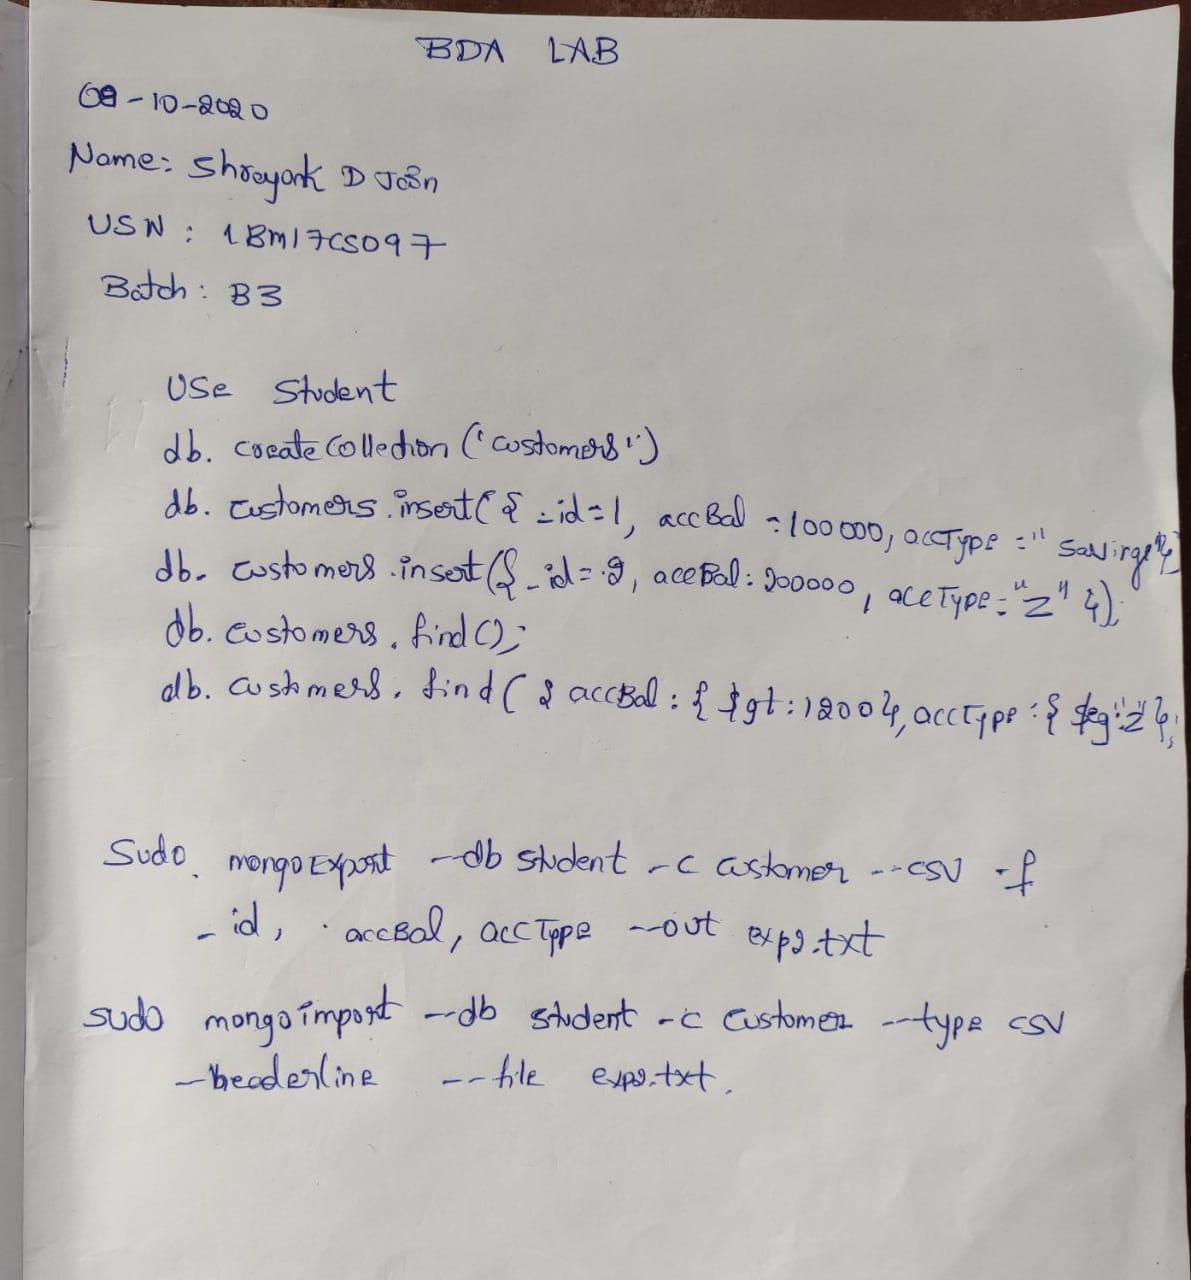 BDA LAB
09-10-2020
Name: Shreyank D Jain
USN : 1BM17CS097
Batch : B3
Use Student
db. createCollection ('customers')
db. customers.insert({ _id=1, accBal =100000, accType =" Savings"}
db. customers.insert({ _id=2, accBal: 200000, accType="Z" });
db. customers. find();
db. customers. find ( { accBal : { $gt:1200}, accType : { $eq:"Z"};
Sudo mongoExport --db student -c customer --csv -f
_id, accBal, accType --out exp2.txt
sudo mongoimport --db student -c customer --type csv
--headerline --file exp2.txt.